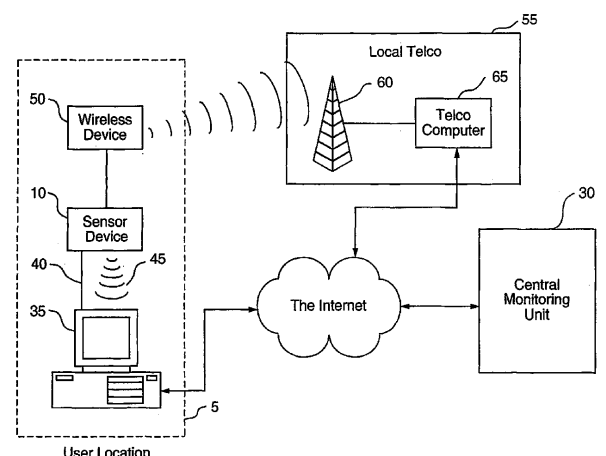 55
Local Telco
50
60
65
Wireless
Device
Telco
Computer
10
Sensor
Device
30
40
45
35
The Internet
Central
Monitoring
Unit
5
User Location